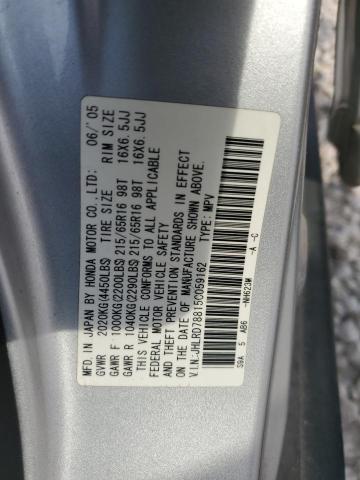 MFD. IN JAPAN BY HONDA MOTOR CO., LTD: 06/'05
GVWR 2020KG(4450LBS) TIRE SIZE RIM SIZE
GAWR F 1000KG(2200LBS) 215/65R16 98T 16X6.5JJ
GAWR R 1040KG(2290LBS) 215/65R16 98T 16X6.5JJ
THIS VEHICLE CONFORMS TO ALL APPLICABLE
FEDERAL MOTOR VEHICLE SAFETY
AND THEFT PREVENTION STANDARDS IN EFFECT
ON THE DATE OF MANUFACTURE SHOWN ABOVE.
V.I.N.:JHLRD78815C059162 TYPE: MPV
S9A 5 AB6 -NH623M -A -C